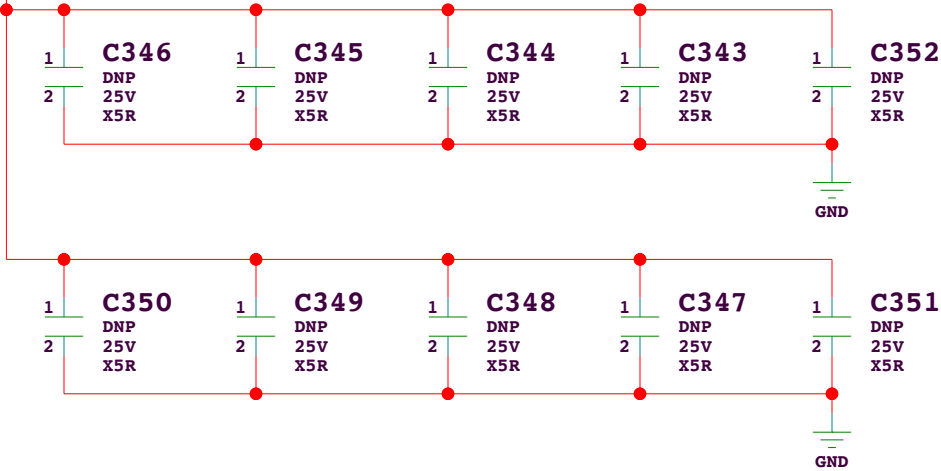 1 C346 1 C345 1 C344 1 C343 1 C352
DNP DNP DNP DNP DNP
2 25V 2 25V 2 25V 2 25V 2 25V
X5R X5R X5R X5R X5R
GND
1 C350 1 C349 1 C348 1 C347 1 C351
DNP DNP DNP DNP DNP
2 25V 2 25V 2 25V 2 25V 2 25V
X5R X5R X5R X5R X5R
GND